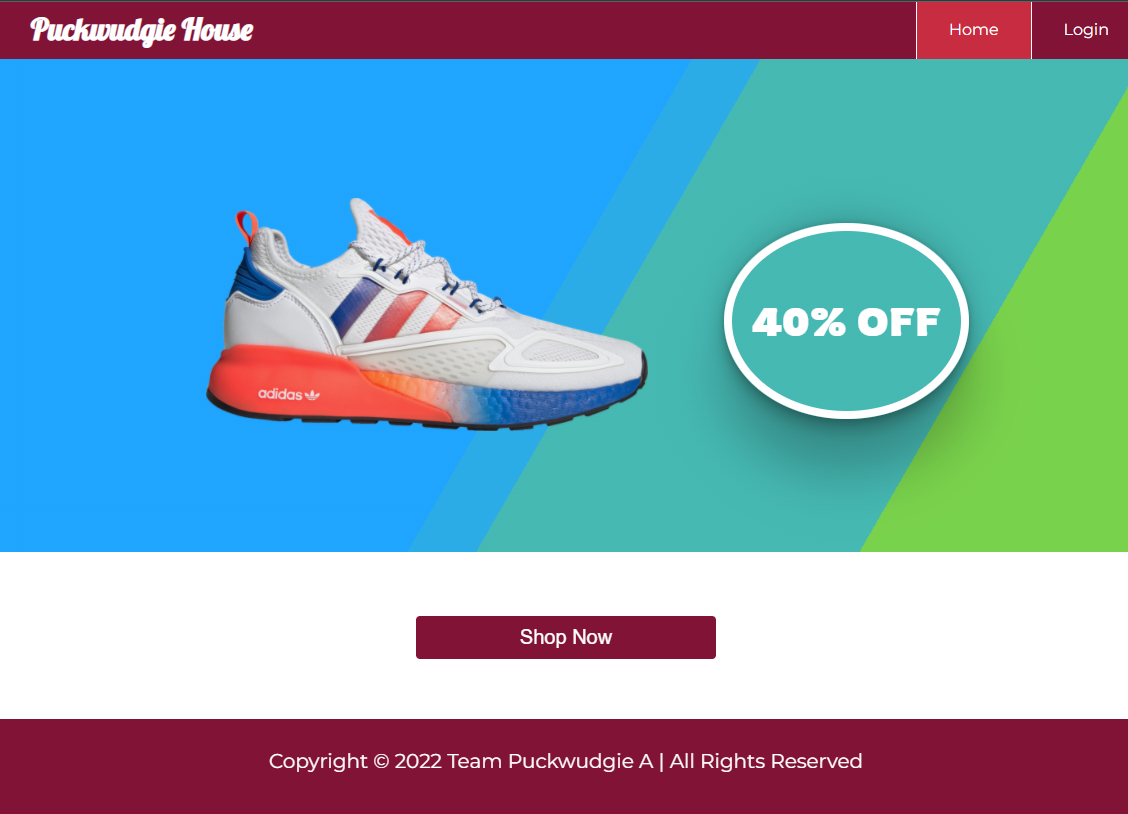 Puckwudgie House
Home
Login
40% OFF
adidas
Shop Now
Copyright © 2022 Team Puckwudgie A | All Rights Reserved